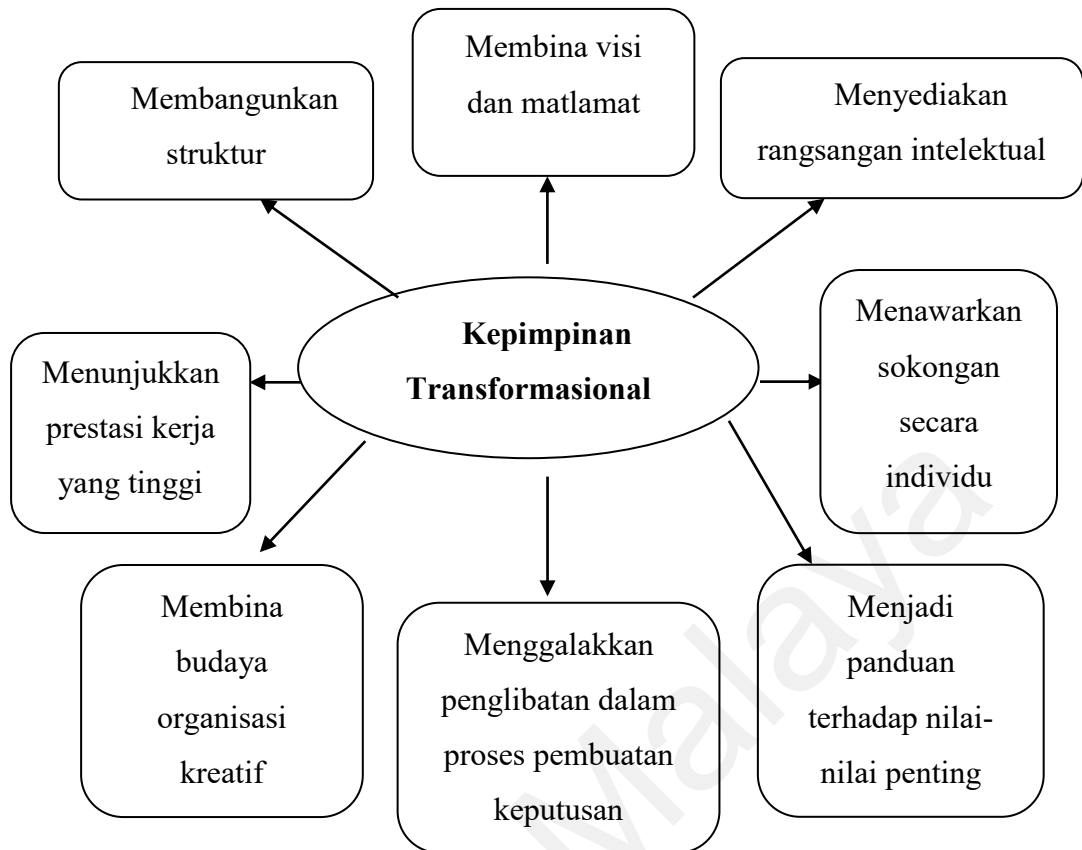 Membina visi
dan matlamat
Membangunkan
struktur
Menyediakan
rangsangan intelektual
Kepimpinan
Transformasional
Menawarkan
sokongan
secara
individu
Menunjukkan
prestasi kerja
yang tinggi
Membina
budaya
organisasi
kreatif
Menggalakkan
penglibatan dalam
proses pembuatan
keputusan
Menjadi
panduan
terhadap nilai-
nilai penting
Malaya